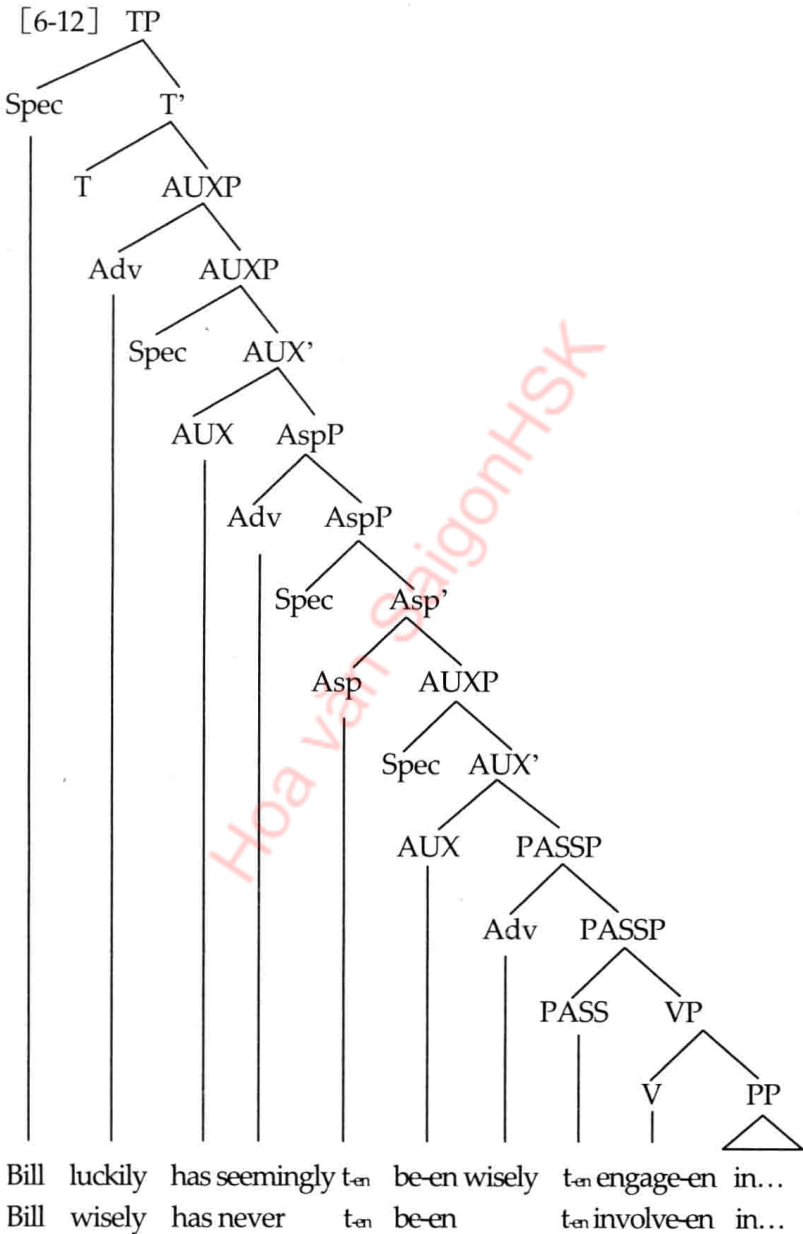 [6-12] TP
Spec T’
T AUXP
Adv AUXP
Spec AUX’
AUX AspP
Adv AspP
Spec Asp’
Asp AUXP
Spec AUX’
AUX PASSP
Adv PASSP
PASS VP
V PP
Bill luckily has seemingly t-en be-en wisely t-en engage-en in…
Bill wisely has never t-en be-en t-en involve-en in…
Hoa văn SaigonHSK